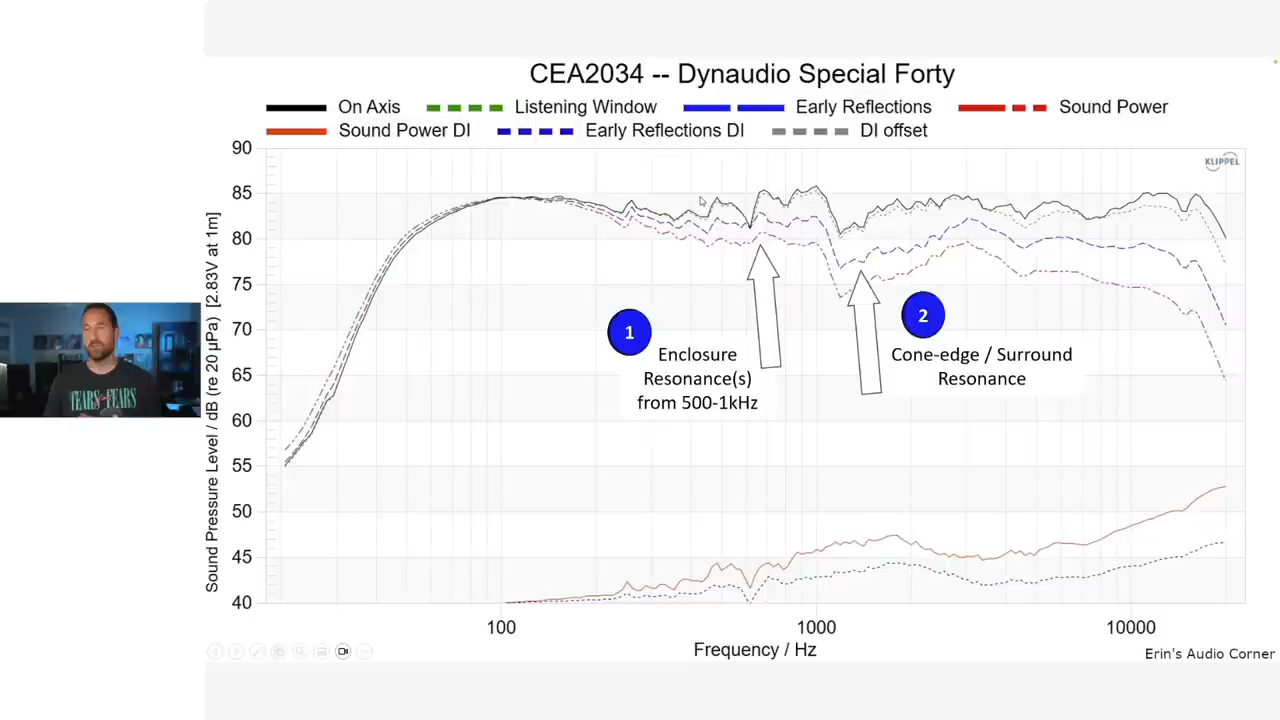 CEA2034 -- Dynaudio Special Forty
On Axis Listening Window Early Reflections Sound Power
Sound Power DI Early Reflections DI DI offset
KLIPPEL
Sound Pressure Level / dB (re 20 µPa) [2.83V at 1m]
90
85
80
75
70
65
60
55
50
45
40
1
Enclosure
Resonance(s)
from 500-1kHz
2
Cone-edge / Surround
Resonance
TEARS FOR FEARS
100 1000 10000
Frequency / Hz
Erin's Audio Corner